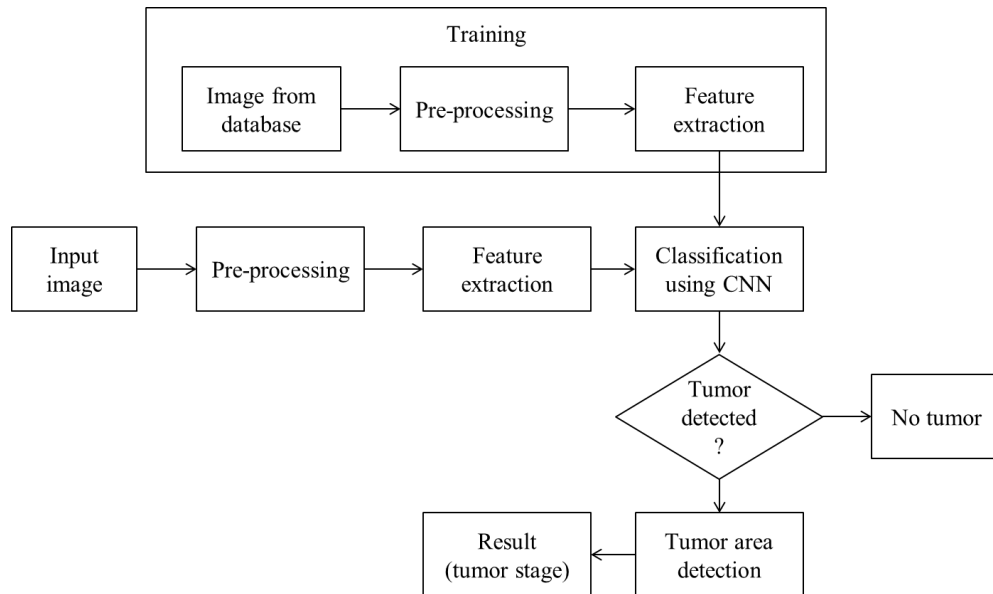 Training
Image from
database
Pre-processing
Feature
extraction
Input
image
Pre-processing
Feature
extraction
Classification
using CNN
Tumor
detected
?
No tumor
Result
(tumor stage)
Tumor area
detection